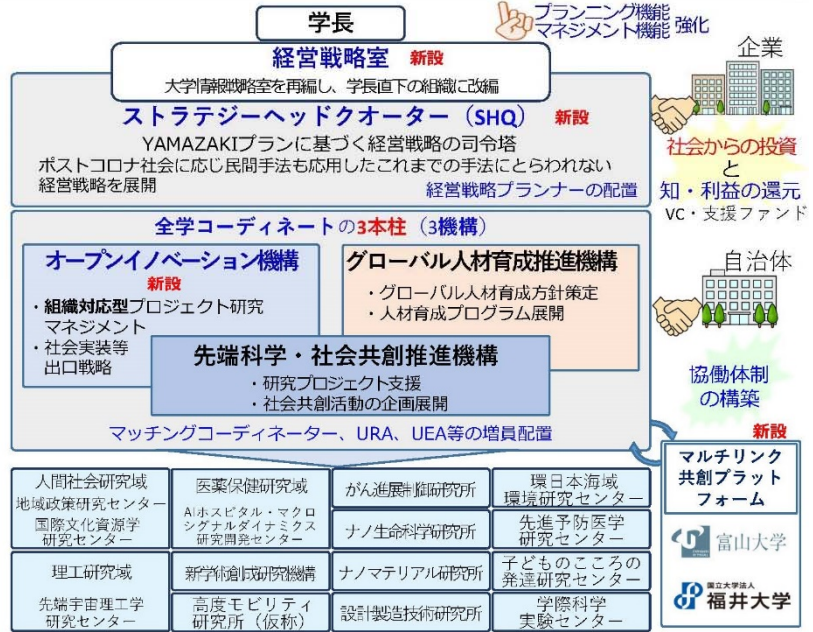 学長
プランニング機能
マネジメント機能
強化
経営戦略室 新設
大学情報戦略室を再編し、学長直下の組織に改編
ストラテジーヘッドクオーター（SHQ） 新設
YAMAZAKIプランに基づく経営戦略の司令塔
ポストコロナ社会に応じ民間手法も応用したこれまでの手法にとらわれない
経営戦略を展開
経営戦略プランナーの配置
企業
社会からの投資
と
知・利益の還元
VC・支援ファンド
全学コーディネートの3本柱（3機構）
オープンイノベーション機構
新設
・組織対応型プロジェクト研究
マネジメント
・社会実装等
出口戦略
グローバル人材育成推進機構
・グローバル人材育成方針策定
・人材育成プログラム展開
先端科学・社会共創推進機構
・研究プロジェクト支援
・社会共創活動の企画展開
マッチングコーディネーター、URA、UEA等の増員配置
自治体
協働体制
の構築
新設
マルチリンク
共創プラット
フォーム
富山大学
国立大学法人
福井大学
人間社会研究域
地域政策研究センター
国際文化資源学
研究センター
医薬保健研究域
AIホスピタル・マクロ
シグナルダイナミクス
研究開発センター
がん進展制御研究所
環日本海域
環境研究センター
ナノ生命科学研究所
先進予防医学
研究センター
理工研究域
新学術創成研究機構
ナノマテリアル研究所
子どものこころの
発達研究センター
先端宇宙理工学
研究センター
高度モビリティ
研究所（仮称）
設計製造技術研究所
学際科学
実験センター